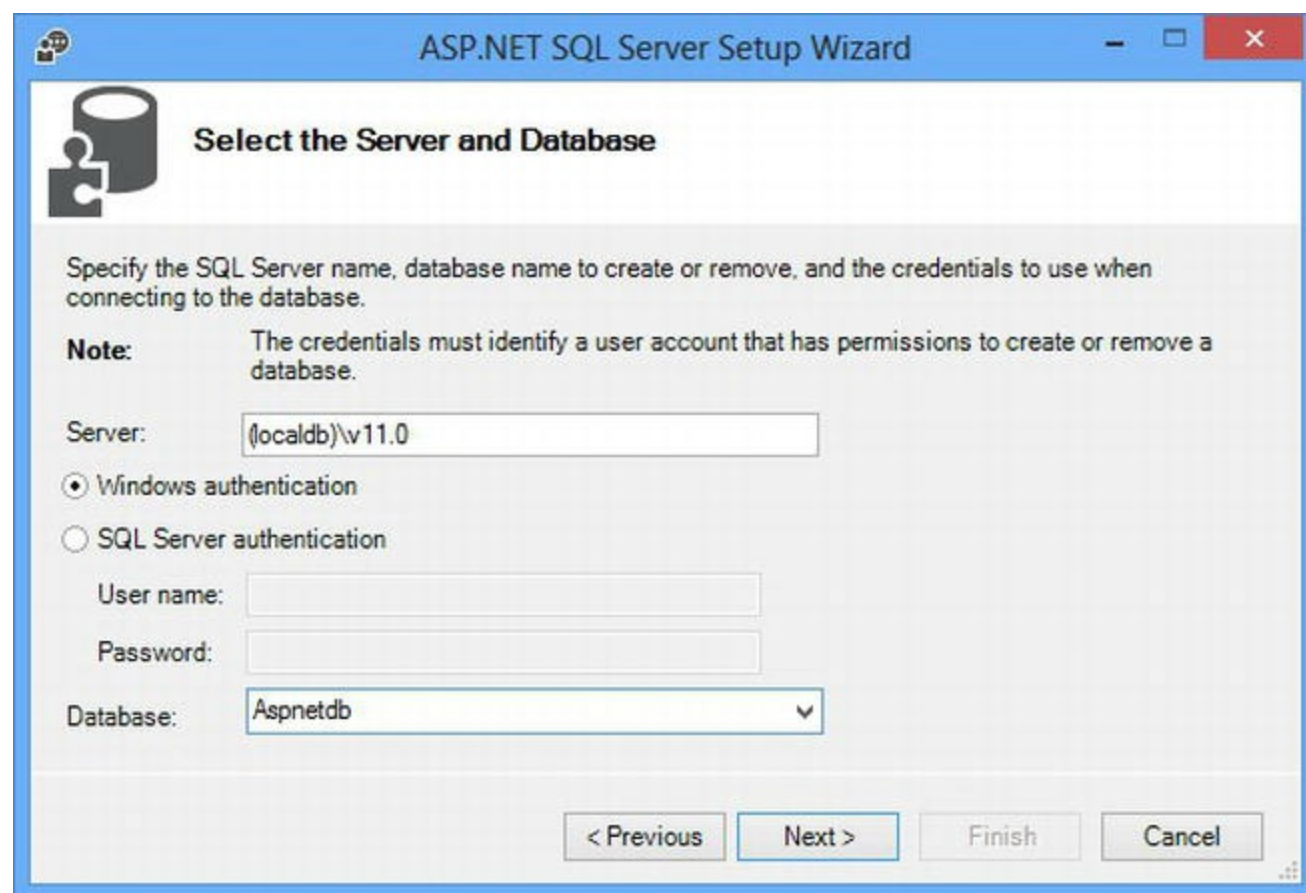 ASP.NET SQL Server Setup Wizard
Select the Server and Database
Specify the SQL Server name, database name to create or remove, and the credentials to use when
connecting to the database.
Note: The credentials must identify a user account that has permissions to create or remove a
database.
Server: (localdb)\v11.0
Windows authentication
SQL Server authentication
User name:
Password:
Database: Aspnetdb
< Previous Next > Finish Cancel